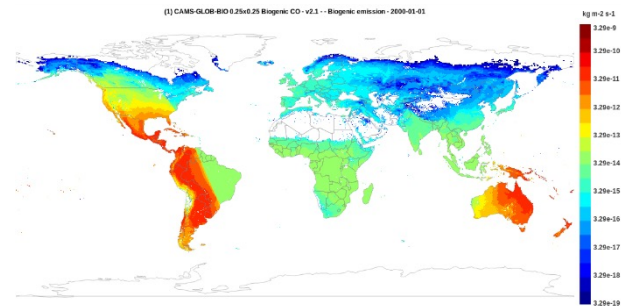 (1) CAMS-GLOB-BIO 0.25x0.25 Biogenic CO - v2.1 - - Biogenic emission - 2000-01-01
kg m-2 s-1
3.29e-9
3.29e-10
3.29e-11
3.29e-12
3.29e-13
3.29e-14
3.29e-15
3.29e-16
3.29e-17
3.29e-18
3.29e-19